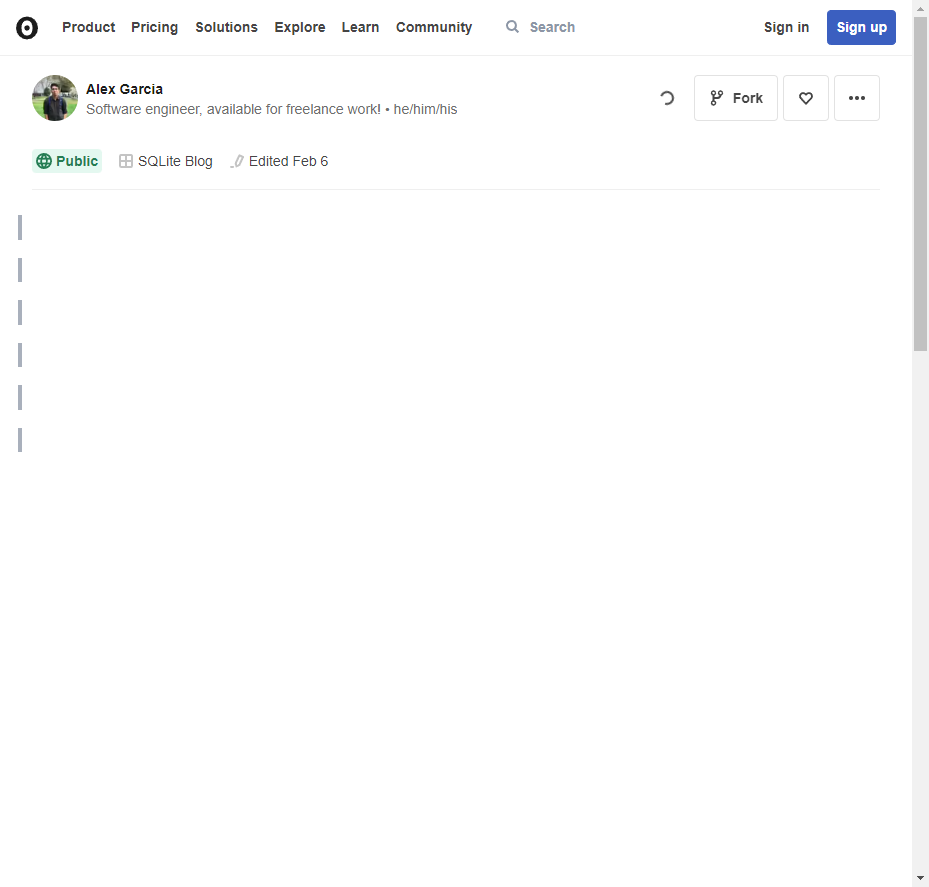 Product Pricing Solutions Explore Learn Community Search Sign in Sign up
Alex Garcia
Software engineer, available for freelance work! • he/him/his
Fork
Public SQLite Blog Edited Feb 6